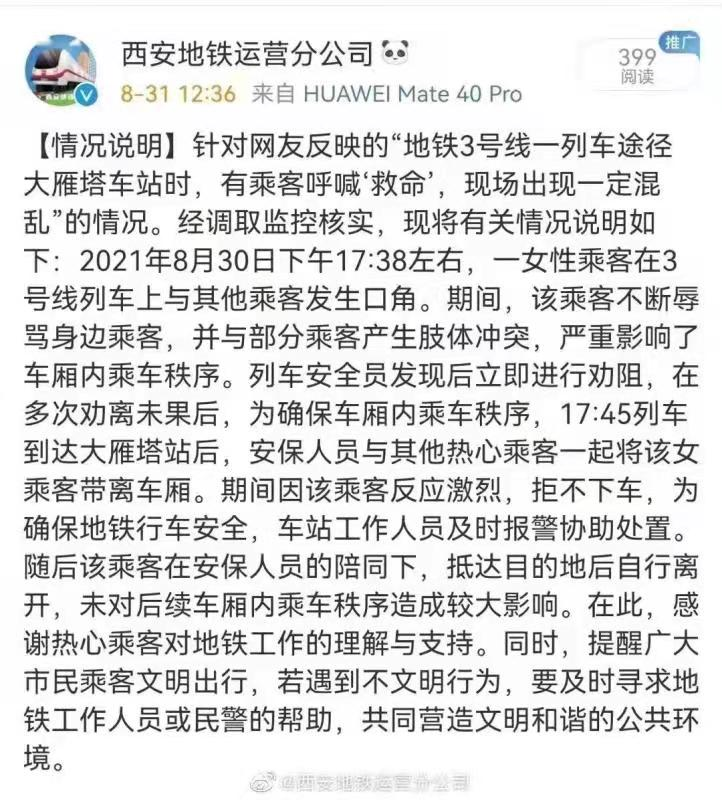 西安地铁运营分公司
399
推广
阅读
8-31 12:36 来自 HUAWEI Mate 40 Pro
【情况说明】针对网友反映的“地铁3号线一列车途径
大雁塔车站时，有乘客呼喊‘救命’，现场出现一定混
乱”的情况。经调取监控核实，现将有关情况说明如
下：2021年8月30日下午17:38左右，一女性乘客在3
号线列车上与其他乘客发生口角。期间，该乘客不断辱
骂身边乘客，并与部分乘客产生肢体冲突，严重影响了
车厢内乘车秩序。列车安全员发现后立即进行劝阻，在
多次劝离未果后，为确保车厢内乘车秩序，17:45列车
到达大雁塔站后，安保人员与其他热心乘客一起将该女
乘客带离车厢。期间因该乘客反应激烈，拒不下车，为
确保地铁行车安全，车站工作人员及时报警协助处置。
随后该乘客在安保人员的陪同下，抵达目的地后自行离
开，未对后续车厢内乘车秩序造成较大影响。在此，感
谢热心乘客对地铁工作的理解与支持。同时，提醒广大
市民乘客文明出行，若遇到不文明行为，要及时寻求地
铁工作人员或民警的帮助，共同营造文明和谐的公共环
境。
@西安地铁运营分公司